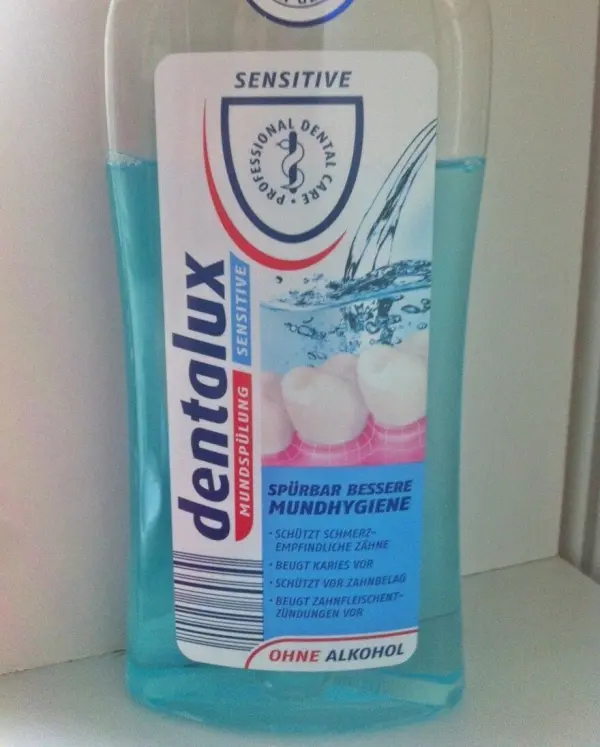 SENSITIVE
PROFESSIONAL DENTAL CARE •
dentalux
MUNDSPÜLUNG SENSITIVE
SPÜRBAR BESSERE
MUNDHYGIENE
• SCHÜTZT SCHMERZ-
EMPFINDLICHE ZÄHNE
• BEUGT KARIES VOR
• SCHÜTZT VOR ZAHNBELAG
• BEUGT ZAHNFLEISCHENT-
ZÜNDUNGEN VOR
OHNE ALKOHOL